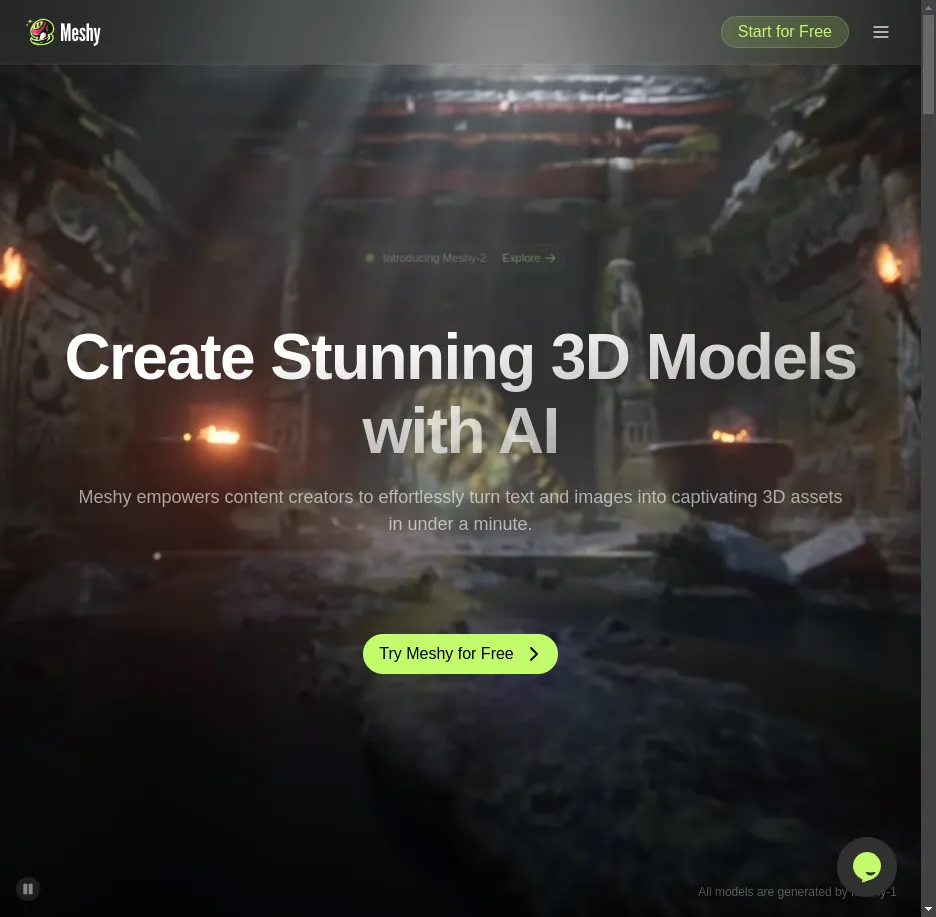 Meshy
Start for Free
Introducing Meshy-2 Explore →
Create Stunning 3D Models
with AI
Meshy empowers content creators to effortlessly turn text and images into captivating 3D assets
in under a minute.
Try Meshy for Free
All models are generated by